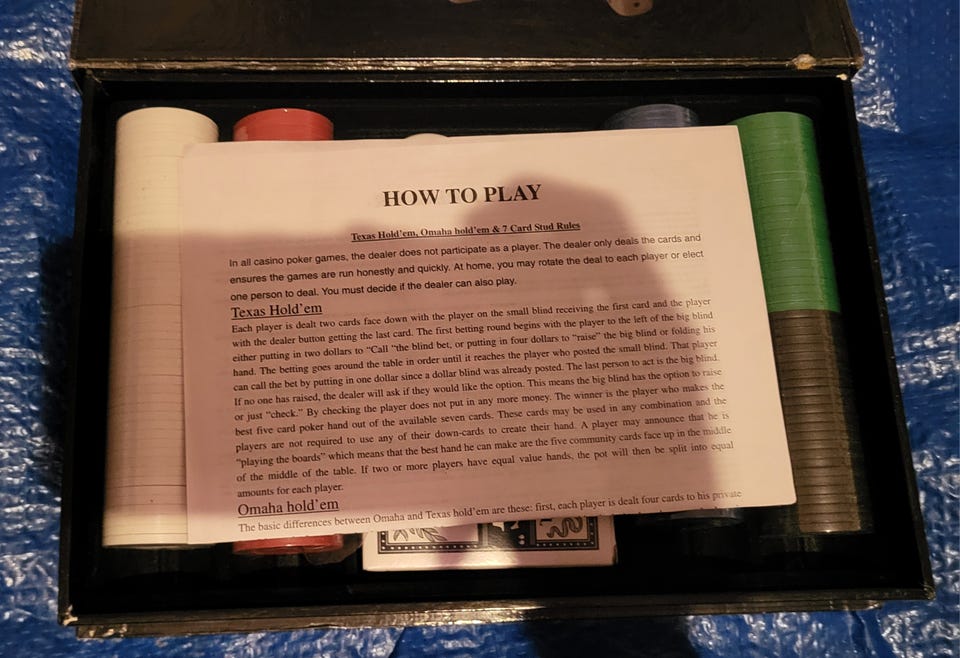 HOW TO PLAY
Texas Hold'em, Omaha hold'em & 7 Card Stud Rules
In all casino poker games, the dealer does not participate as a player. The dealer only deals the cards and
ensures the games are run honestly and quickly. At home, you may rotate the deal to each player or elect
one person to deal. You must decide if the dealer can also play.
Texas Hold'em
Each player is dealt two cards face down with the player on the small blind receiving the first card and the player
with the dealer button getting the last card. The first betting round begins with the player to the left of the big blind
either putting in two dollars to "Call "the blind bet, or putting in four dollars to "raise" the big blind or folding his
hand. The betting goes around the table in order until it reaches the player who posted the small blind. That player
can call the bet by putting in one dollar since a dollar blind was already posted. The last person to act is the big blind.
If no one has raised, the dealer will ask if they would like the option. This means the big blind has the option to raise
or just "check." By checking the player does not put in any more money. The winner is the player who makes the
best five card poker hand out of the available seven cards. These cards may be used in any combination and the
players are not required to use any of their down-cards to create their hand. A player may announce that he is
"playing the boards" which means that the best hand he can make are the five community cards face up in the middle
of the middle of the table. If two or more players have equal value hands, the pot will then be split into equal
amounts for each player.
Omaha hold'em
The basic differences between Omaha and Texas hold'em are these: first, each player is dealt four cards to his private